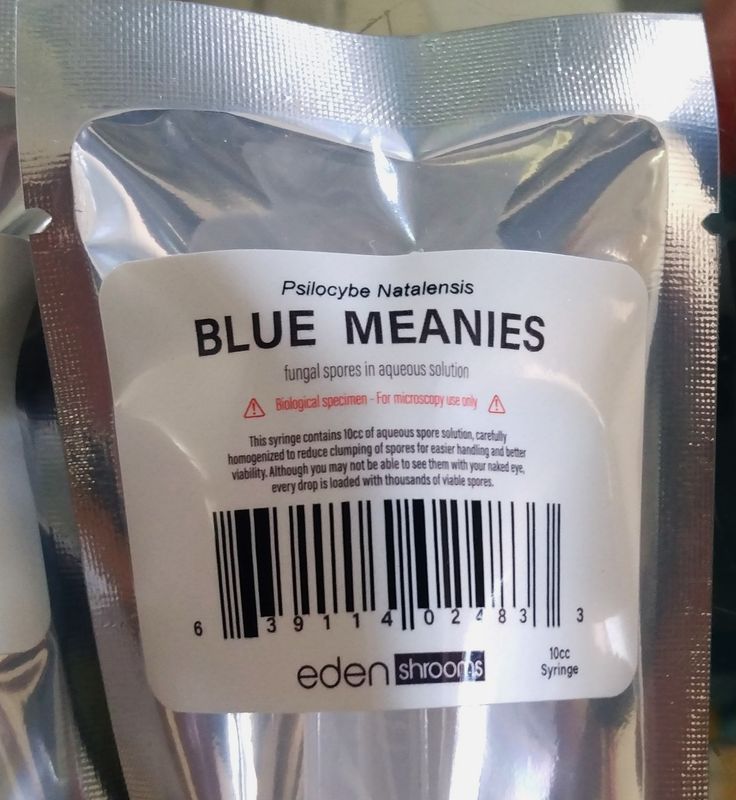 Psilocybe Natalensis
BLUE MEANIES
fungal spores in aqueous solution
Biological specimen - For microscopy use only
This syringe contains 10cc of aqueous spore solution, carefully
homogenized to reduce clumping of spores for easier handling and better
viability. Although you may not be able to see them with your naked eye,
every drop is loaded with thousands of viable spores.
6 39114 02483 3
eden shrooms
10cc
Syringe